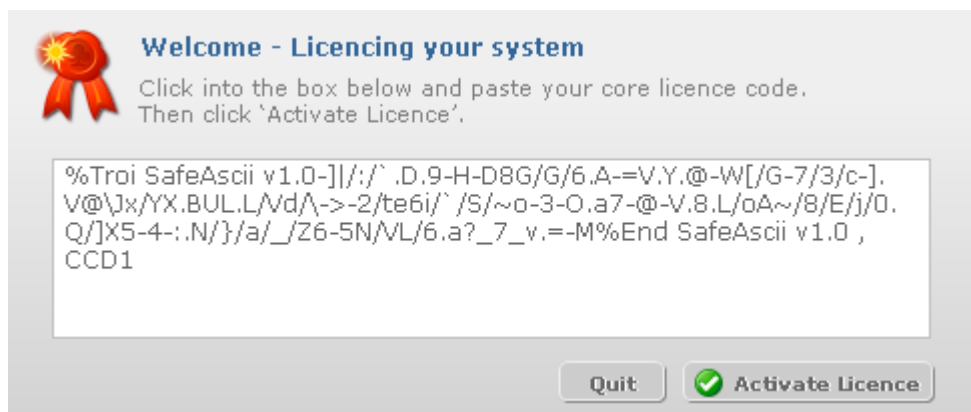 Welcome - Licencing your system
Click into the box below and paste your core licence code.
Then click ‘Activate Licence’.
%Troi SafeAscii v1.0-]|/:/` .D.9-H-D8G/G/6.A-=V.Y.@-W[/G-7/3/c-].
V@\Jx/YX.BUL.L/Vd/\->-2/te6i/`/S/~o-3-O.a7-@-V.8.L/oA~/8/E/j/0.
Q/]X5-4-:.N/}/a/_/Z6-5N/VL/6.a?_7_v.=-M%End SafeAscii v1.0 ,
CCD1
Quit
Activate Licence